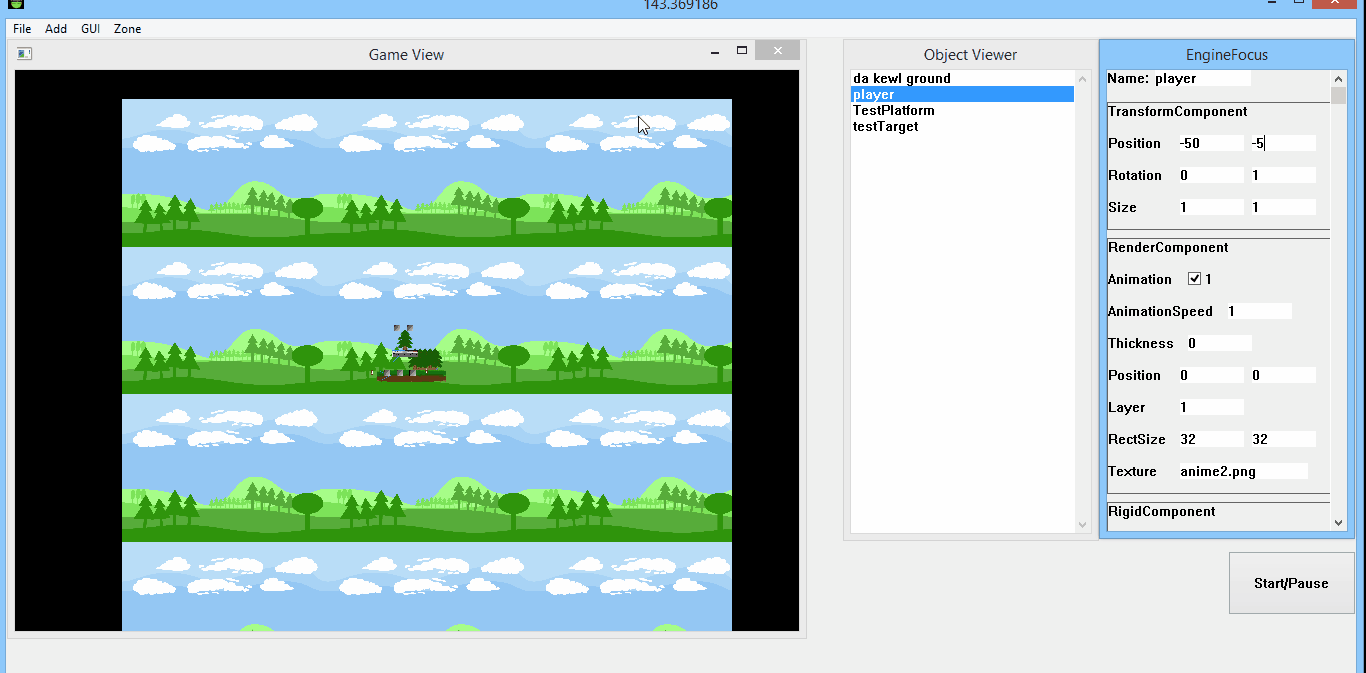 143.369186
File Add GUI Zone
Game View
Object Viewer
da kewl ground
player
TestPlatform
testTarget
EngineFocus
Name: player
TransformComponent
Position -50 -5
Rotation 0 1
Size 1 1
RenderComponent
Animation 1
AnimationSpeed 1
Thickness 0
Position 0 0
Layer 1
RectSize 32 32
Texture anime2.png
RigidComponent
Start/Pause